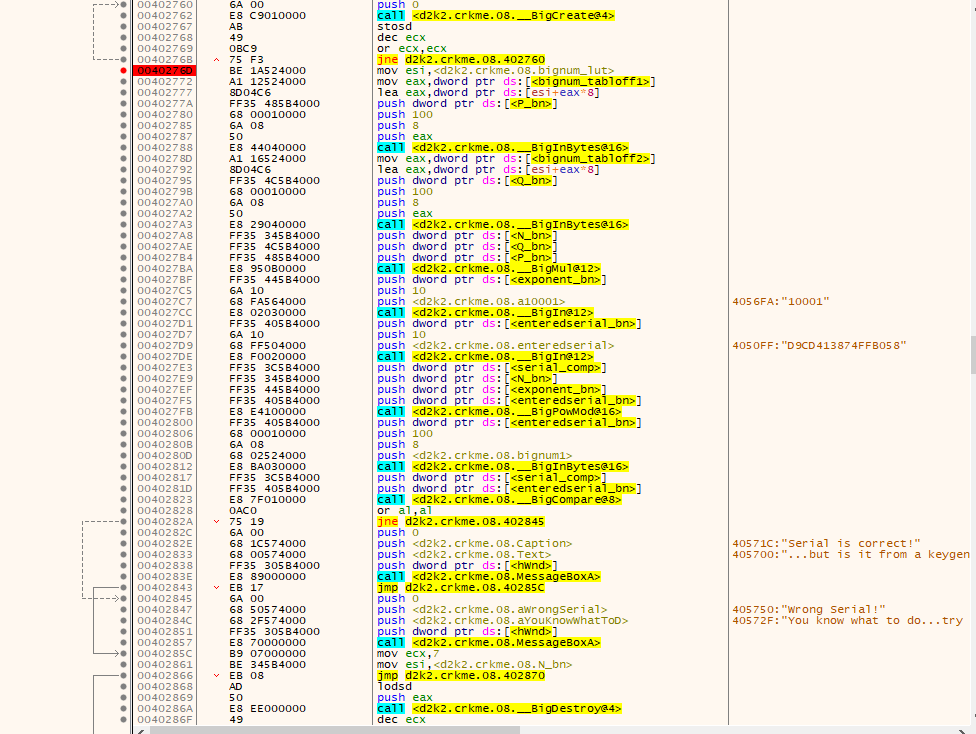 00402760 6A 00 push 0
00402762 E8 C9010000 call <d2k2.crkme.08.__BigCreate@4>
00402767 AB stosd
00402768 49 dec ecx
00402769 0BC9 or ecx,ecx
0040276B 75 F3 jne d2k2.crkme.08.402760
0040276D BE 1A524000 mov esi,<d2k2.crkme.08.bignum_lut>
00402772 A1 12524000 mov eax,dword ptr ds:[<bignum_tabloff1>]
00402777 8D04C6 lea eax,dword ptr ds:[esi+eax*8]
0040277A FF35 485B4000 push dword ptr ds:[<P_bn>]
00402780 68 00010000 push 100
00402785 6A 08 push 8
00402787 50 push eax
00402788 E8 44040000 call <d2k2.crkme.08.__BigInBytes@16>
0040278D A1 16524000 mov eax,dword ptr ds:[<bignum_tabloff2>]
00402792 8D04C6 lea eax,dword ptr ds:[esi+eax*8]
00402795 FF35 4C5B4000 push dword ptr ds:[<Q_bn>]
0040279B 68 00010000 push 100
004027A0 6A 08 push 8
004027A2 50 push eax
004027A3 E8 29040000 call <d2k2.crkme.08.__BigInBytes@16>
004027A8 FF35 345B4000 push dword ptr ds:[<N_bn>]
004027AE FF35 4C5B4000 push dword ptr ds:[<Q_bn>]
004027B4 FF35 485B4000 push dword ptr ds:[<P_bn>]
004027BA E8 950B0000 call <d2k2.crkme.08.__BigMul@12>
004027BF FF35 445B4000 push dword ptr ds:[<exponent_bn>]
004027C5 6A 10 push 10
004027C7 68 FA564000 push <d2k2.crkme.08.a10001> 4056FA:"10001"
004027CC E8 02030000 call <d2k2.crkme.08.__BigIn@12>
004027D1 FF35 405B4000 push dword ptr ds:[<enteredserial_bn>]
004027D7 6A 10 push 10
004027D9 68 FF504000 push <d2k2.crkme.08.enteredserial> 4050FF:"D9CD413874FFB058"
004027DE E8 F0020000 call <d2k2.crkme.08.__BigIn@12>
004027E3 FF35 3C5B4000 push dword ptr ds:[<serial_comp>]
004027E9 FF35 345B4000 push dword ptr ds:[<N_bn>]
004027EF FF35 445B4000 push dword ptr ds:[<exponent_bn>]
004027F5 FF35 405B4000 push dword ptr ds:[<enteredserial_bn>]
004027FB E8 E4100000 call <d2k2.crkme.08.__BigPowMod@16>
00402800 FF35 405B4000 push dword ptr ds:[<enteredserial_bn>]
00402806 68 00010000 push 100
0040280B 6A 08 push 8
0040280D 68 02524000 push <d2k2.crkme.08.bignum1>
00402812 E8 BA030000 call <d2k2.crkme.08.__BigInBytes@16>
00402817 FF35 3C5B4000 push dword ptr ds:[<serial_comp>]
0040281D FF35 405B4000 push dword ptr ds:[<enteredserial_bn>]
00402823 E8 7F010000 call <d2k2.crkme.08.__BigCompare@8>
00402828 0AC0 or al,al
0040282A 75 19 jne d2k2.crkme.08.402845
0040282C 6A 00 push 0
0040282E 68 1C574000 push <d2k2.crkme.08.Caption> 40571C:"Serial is correct!"
00402833 68 00574000 push <d2k2.crkme.08.Text> 405700:"...but is it from a keygen
00402838 FF35 305B4000 push dword ptr ds:[<hWnd>]
0040283E E8 89000000 call <d2k2.crkme.08.MessageBoxA>
00402843 EB 17 jmp d2k2.crkme.08.40285C
00402845 6A 00 push 0
00402847 68 50574000 push <d2k2.crkme.08.aWrongSerial> 405750:"Wrong Serial!"
0040284C 68 2F574000 push <d2k2.crkme.08.aYouKnowWhatToD> 40572F:"You know what to do...try
00402851 FF35 305B4000 push dword ptr ds:[<hWnd>]
00402857 E8 70000000 call <d2k2.crkme.08.MessageBoxA>
0040285C B9 07000000 mov ecx,7
00402861 BE 345B4000 mov esi,<d2k2.crkme.08.N_bn>
00402866 EB 08 jmp d2k2.crkme.08.402870
00402868 AD lodsd
00402869 50 push eax
0040286A E8 EE000000 call <d2k2.crkme.08.__BigDestroy@4>
0040286F 49 dec ecx